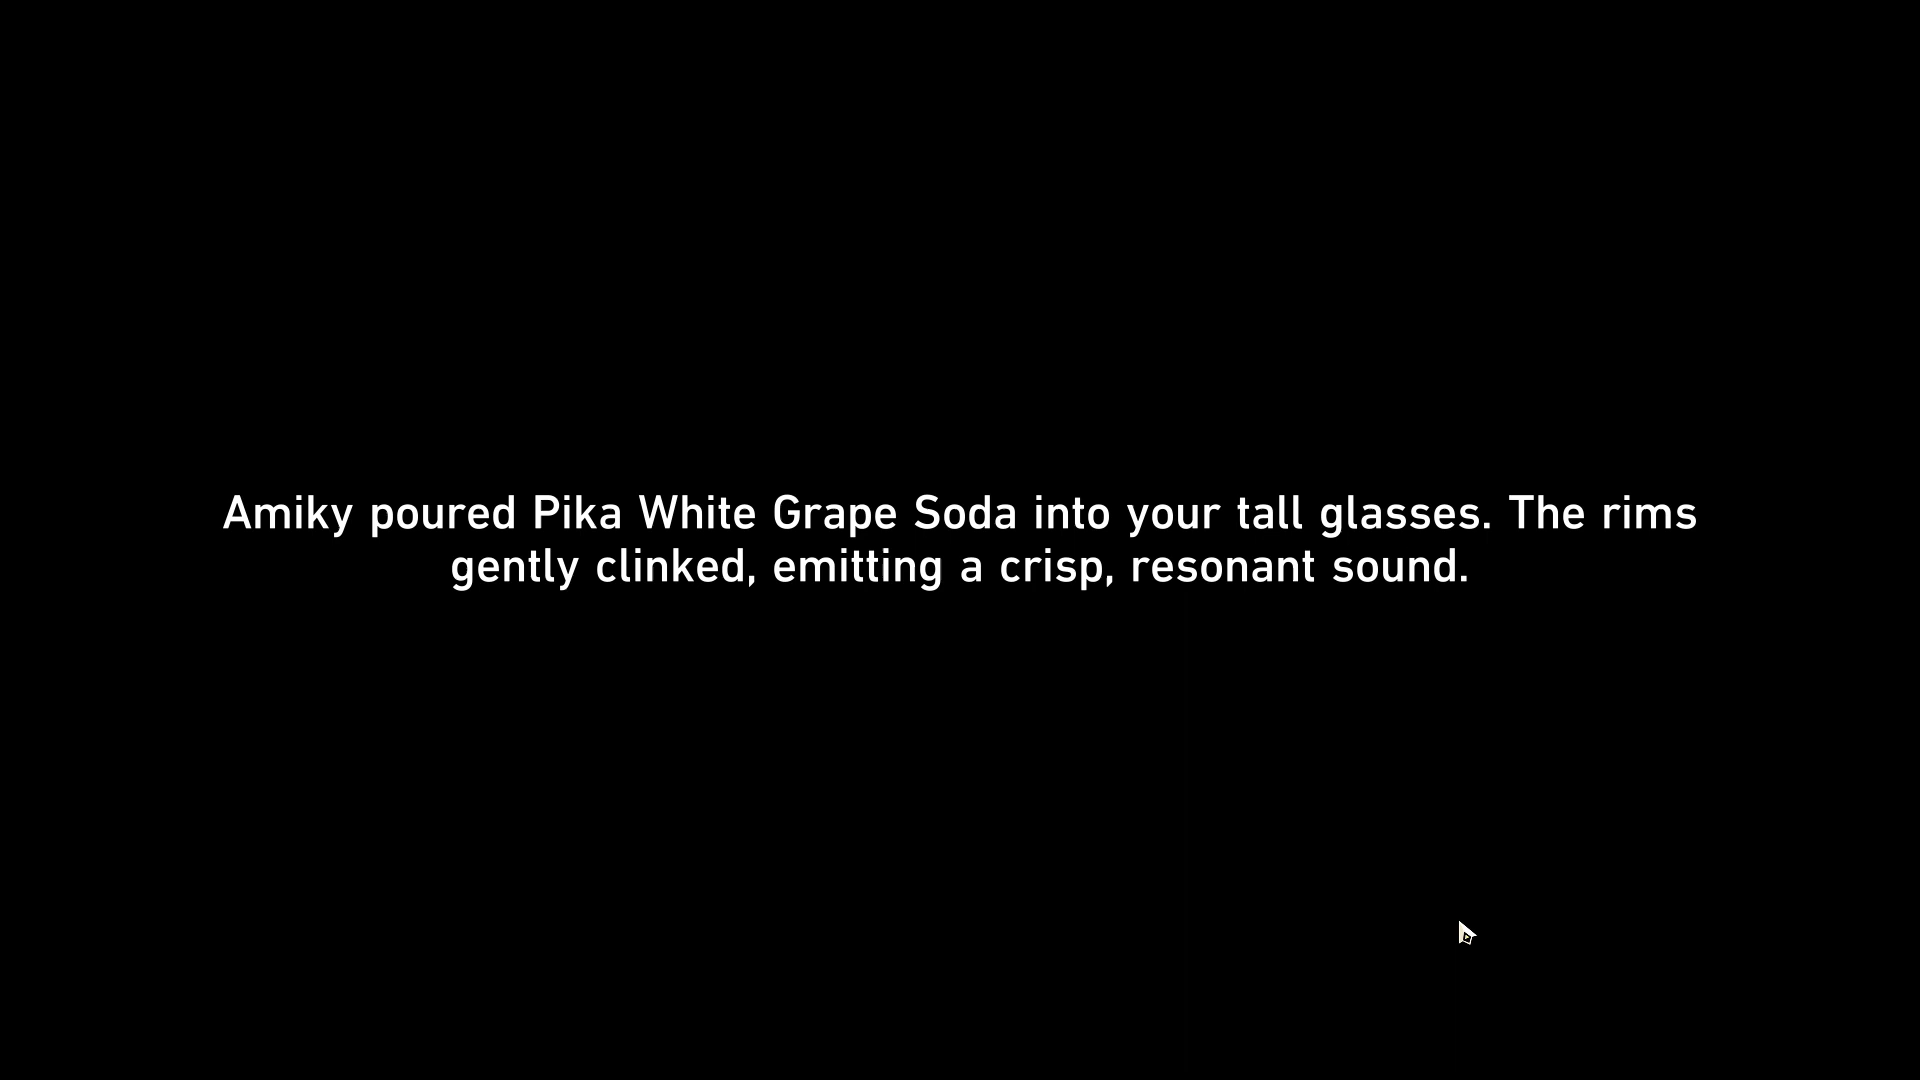 Amiky poured Pika White Grape Soda into your tall glasses. The rims
gently clinked, emitting a crisp, resonant sound.